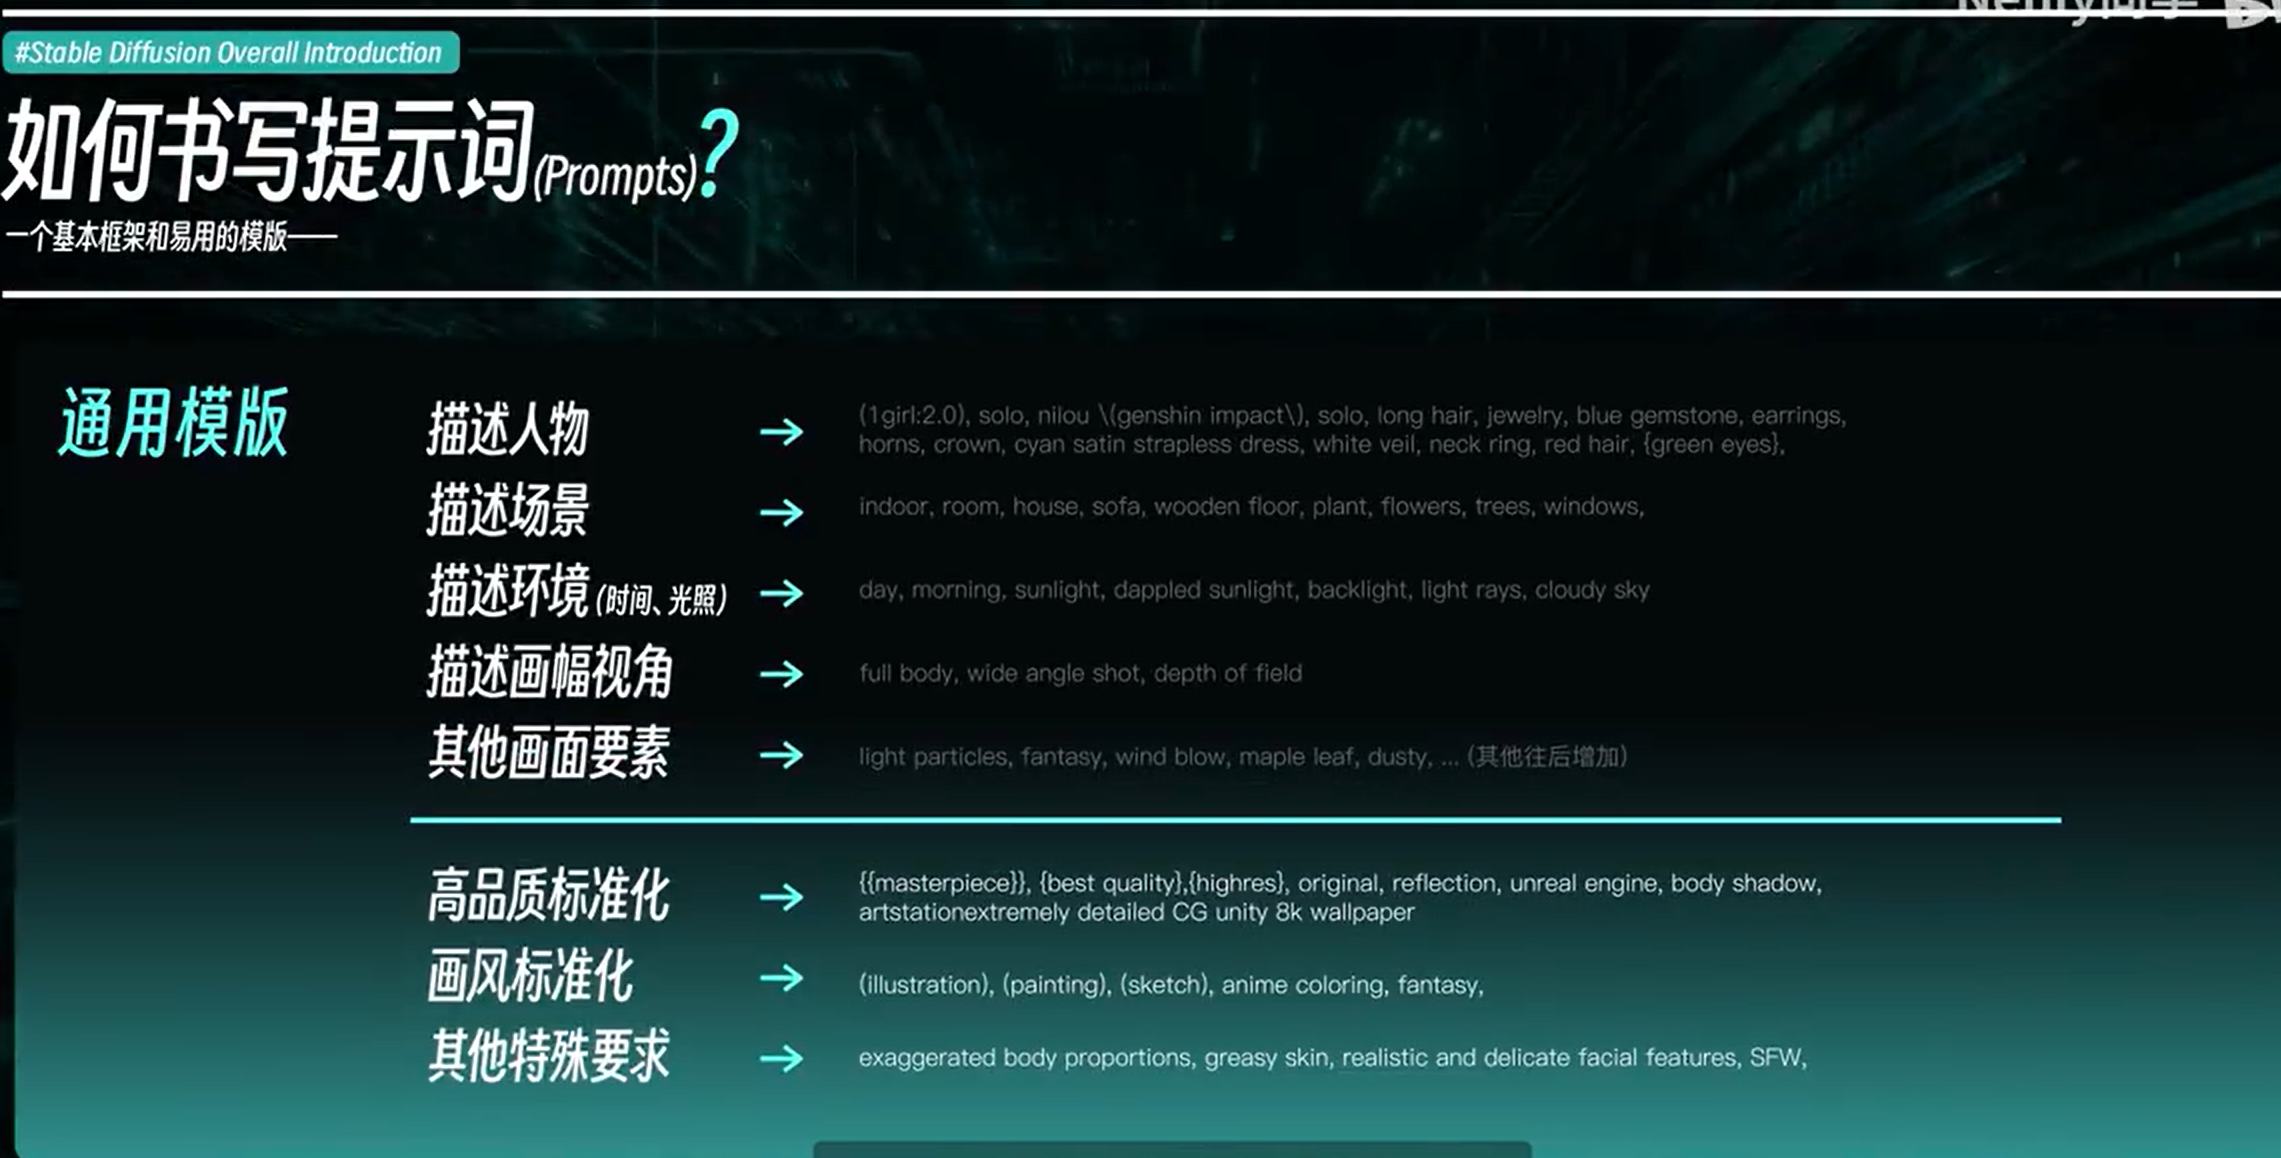 #Stable Diffusion Overall Introduction
如何书写提示词(Prompts)?
一个基本框架和易用的模版——
通用模版
描述人物 → (1girl:2.0), solo, nilou \(genshin impact\), solo, long hair, jewelry, blue gemstone, earrings,
horns, crown, cyan satin strapless dress, white veil, neck ring, red hair, {green eyes},
描述场景 → indoor, room, house, sofa, wooden floor, plant, flowers, trees, windows,
描述环境(时间、光照) → day, morning, sunlight, dappled sunlight, backlight, light rays, cloudy sky
描述画幅视角 → full body, wide angle shot, depth of field
其他画面要素 → light particles, fantasy, wind blow, maple leaf, dusty, ... (其他往后增加)
高品质标准化 → {{masterpiece}}, {best quality},{highres}, original, reflection, unreal engine, body shadow,
artstationextremely detailed CG unity 8k wallpaper
画风标准化 → (illustration), (painting), (sketch), anime coloring, fantasy,
其他特殊要求 → exaggerated body proportions, greasy skin, realistic and delicate facial features, SFW,